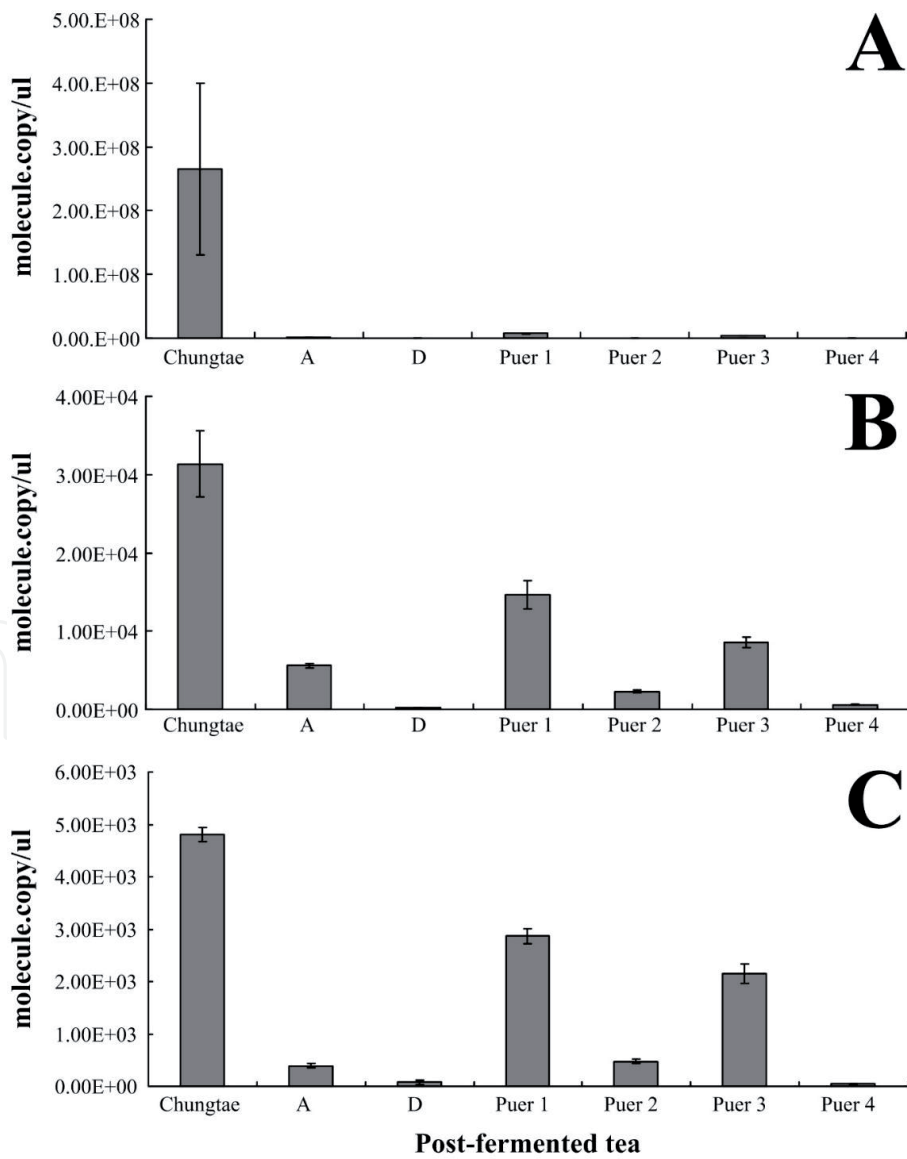 A
molecule.copy/ul
5.00.E+08
4.00.E+08
3.00.E+08
2.00.E+08
1.00.E+08
0.00.E+00
Chungtae A D Puer 1 Puer 2 Puer 3 Puer 4
B
molecule.copy/ul
4.00E+04
3.00E+04
2.00E+04
1.00E+04
0.00E+00
Chungtae A D Puer 1 Puer 2 Puer 3 Puer 4
C
molecule.copy/ul
6.00E+03
5.00E+03
4.00E+03
3.00E+03
2.00E+03
1.00E+03
0.00E+00
Chungtae A D Puer 1 Puer 2 Puer 3 Puer 4
Post-fermented tea